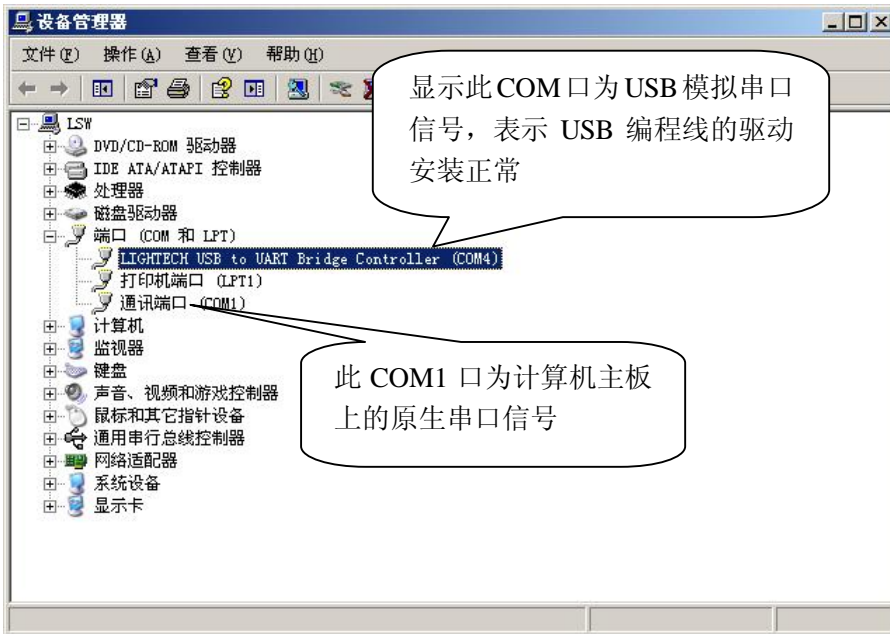 设备管理器
文件(F) 操作(A) 查看(V) 帮助(H)
显示此COM口为USB模拟串口
信号，表示 USB 编程线的驱动
安装正常
LSW
DVD/CD-ROM 驱动器
IDE ATA/ATAPI 控制器
处理器
磁盘驱动器
端口 (COM 和 LPT)
LIGHTECH USB to UART Bridge Controller (COM4)
打印机端口 (LPT1)
通讯端口 (COM1)
计算机
监视器
键盘
声音、视频和游戏控制器
鼠标和其它指针设备
通用串行总线控制器
网络适配器
系统设备
显示卡
此 COM1 口为计算机主板
上的原生串口信号